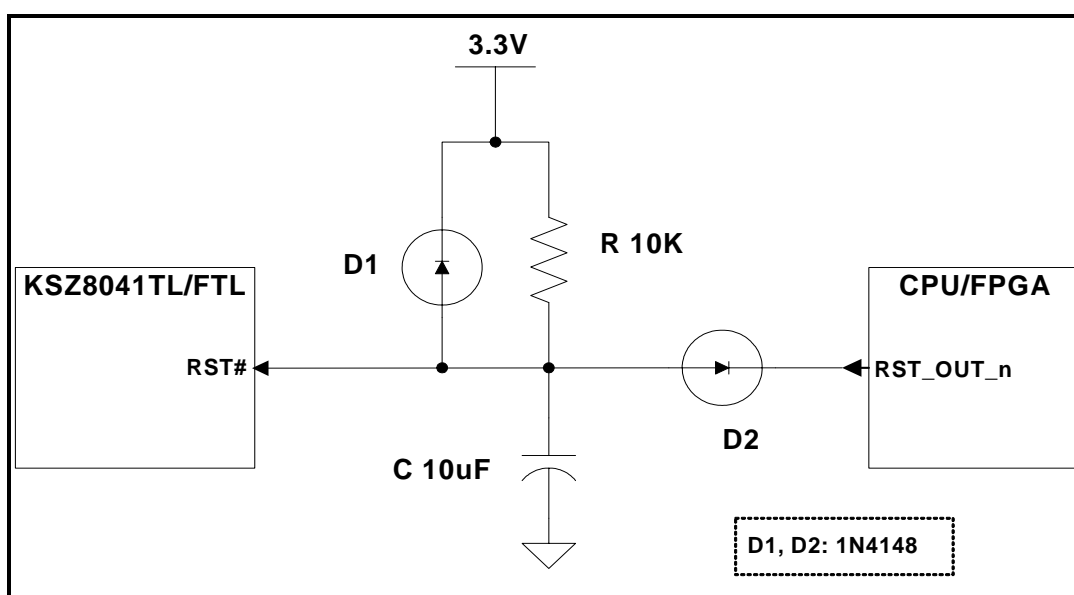 3.3V
D1
R 10K
KSZ8041TL/FTL
CPU/FPGA
RST#
RST_OUT_n
D2
C 10uF
D1, D2: 1N4148